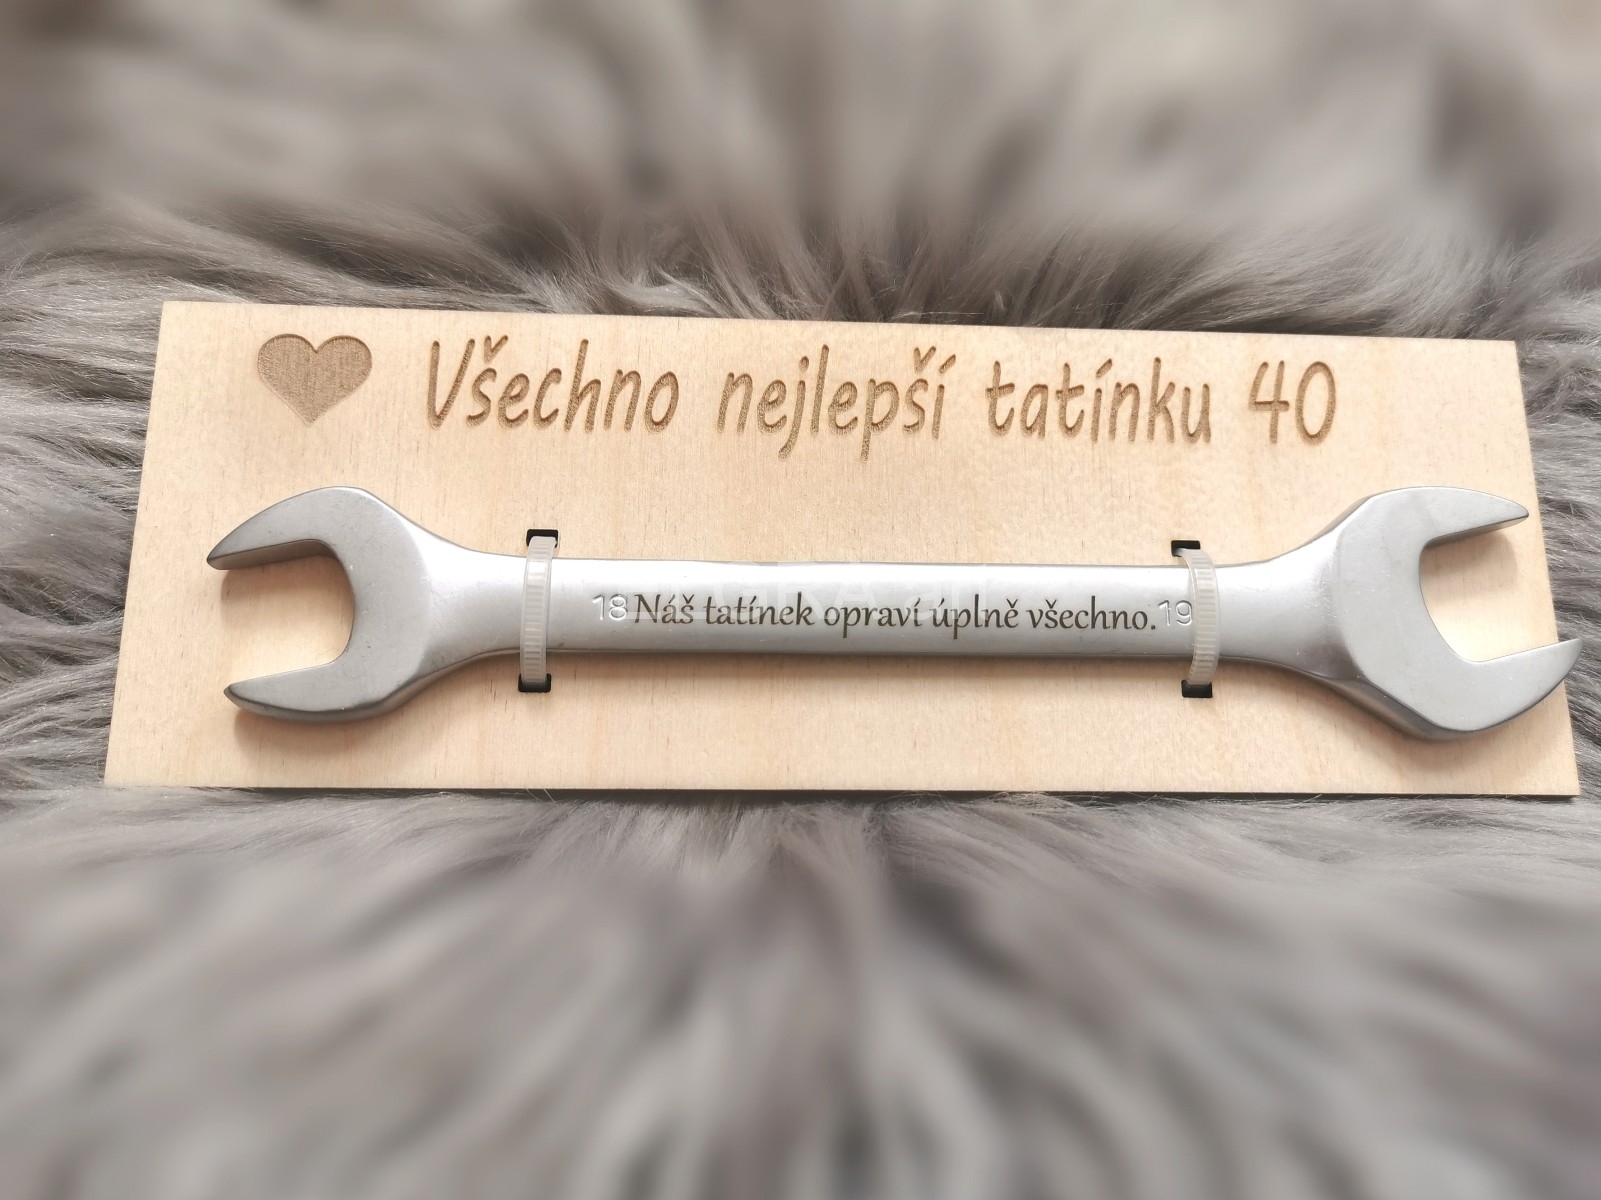 Všechno nejlepší tatínku 40
18 Náš tatínek opraví úplně všechno. 19